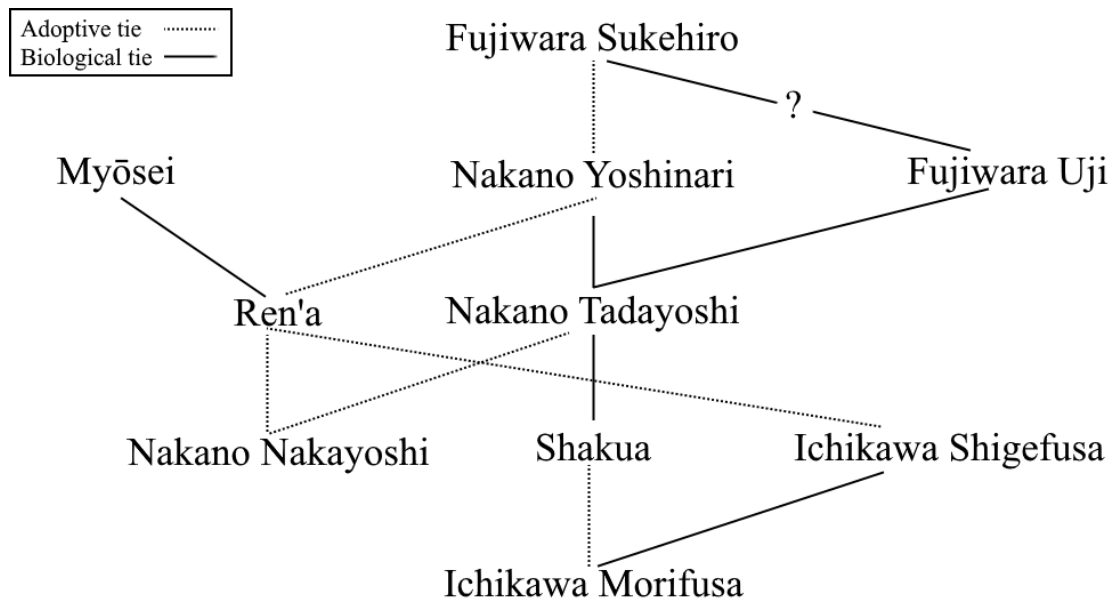 Adoptive tie
Biological tie
Fujiwara Sukehiro
?
Myōsei
Nakano Yoshinari
Fujiwara Uji
Ren'a
Nakano Tadayoshi
Nakano Nakayoshi
Shakua
Ichikawa Shigefusa
Ichikawa Morifusa